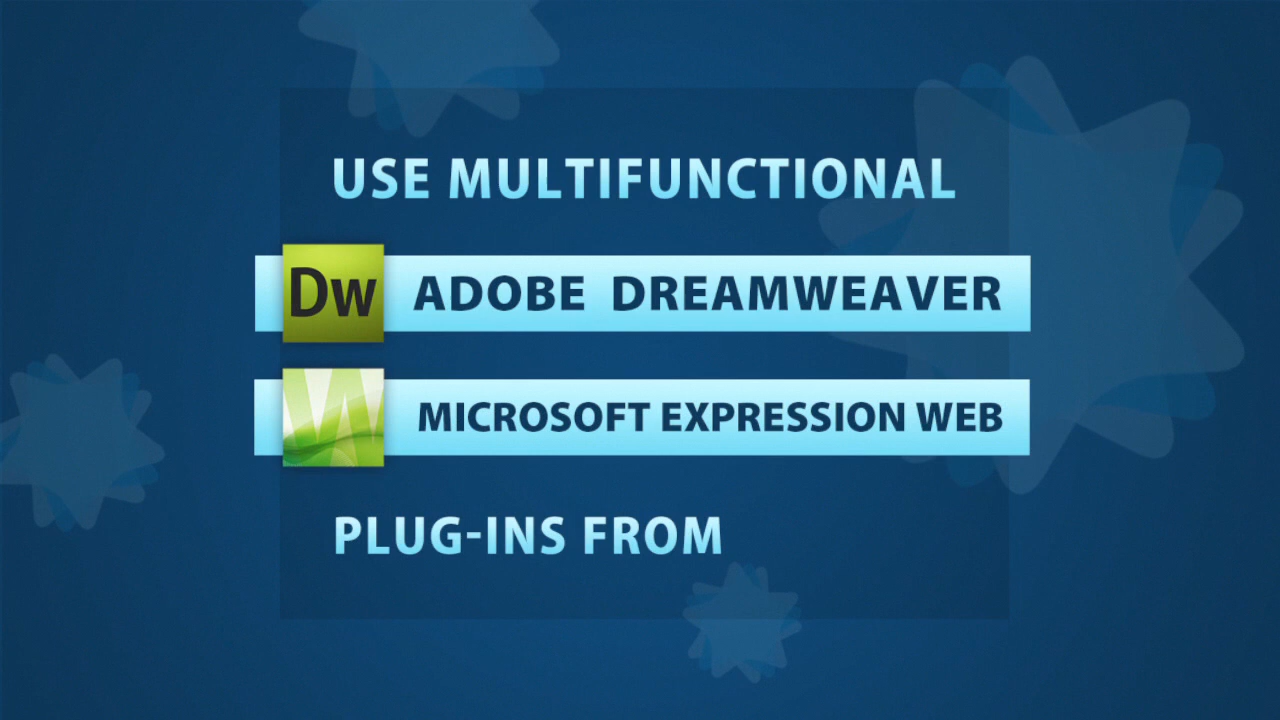 USE MULTIFUNCTIONAL
Dw ADOBE DREAMWEAVER
W MICROSOFT EXPRESSION WEB
PLUG-INS FROM